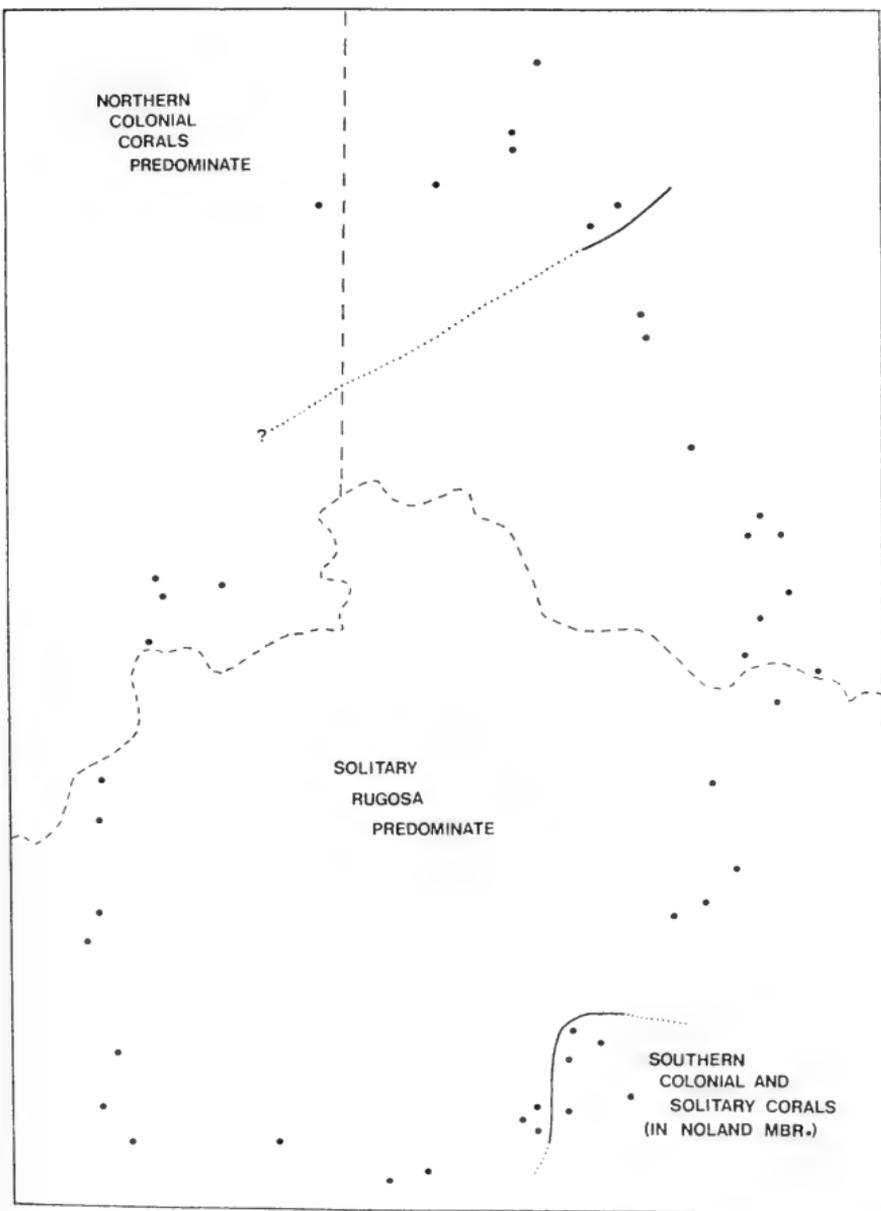 NORTHERN
COLONIAL
CORALS
PREDOMINATE
?
SOLITARY
RUGOSA
PREDOMINATE
SOUTHERN
COLONIAL AND
SOLITARY CORALS
(IN NOLAND MBR.)